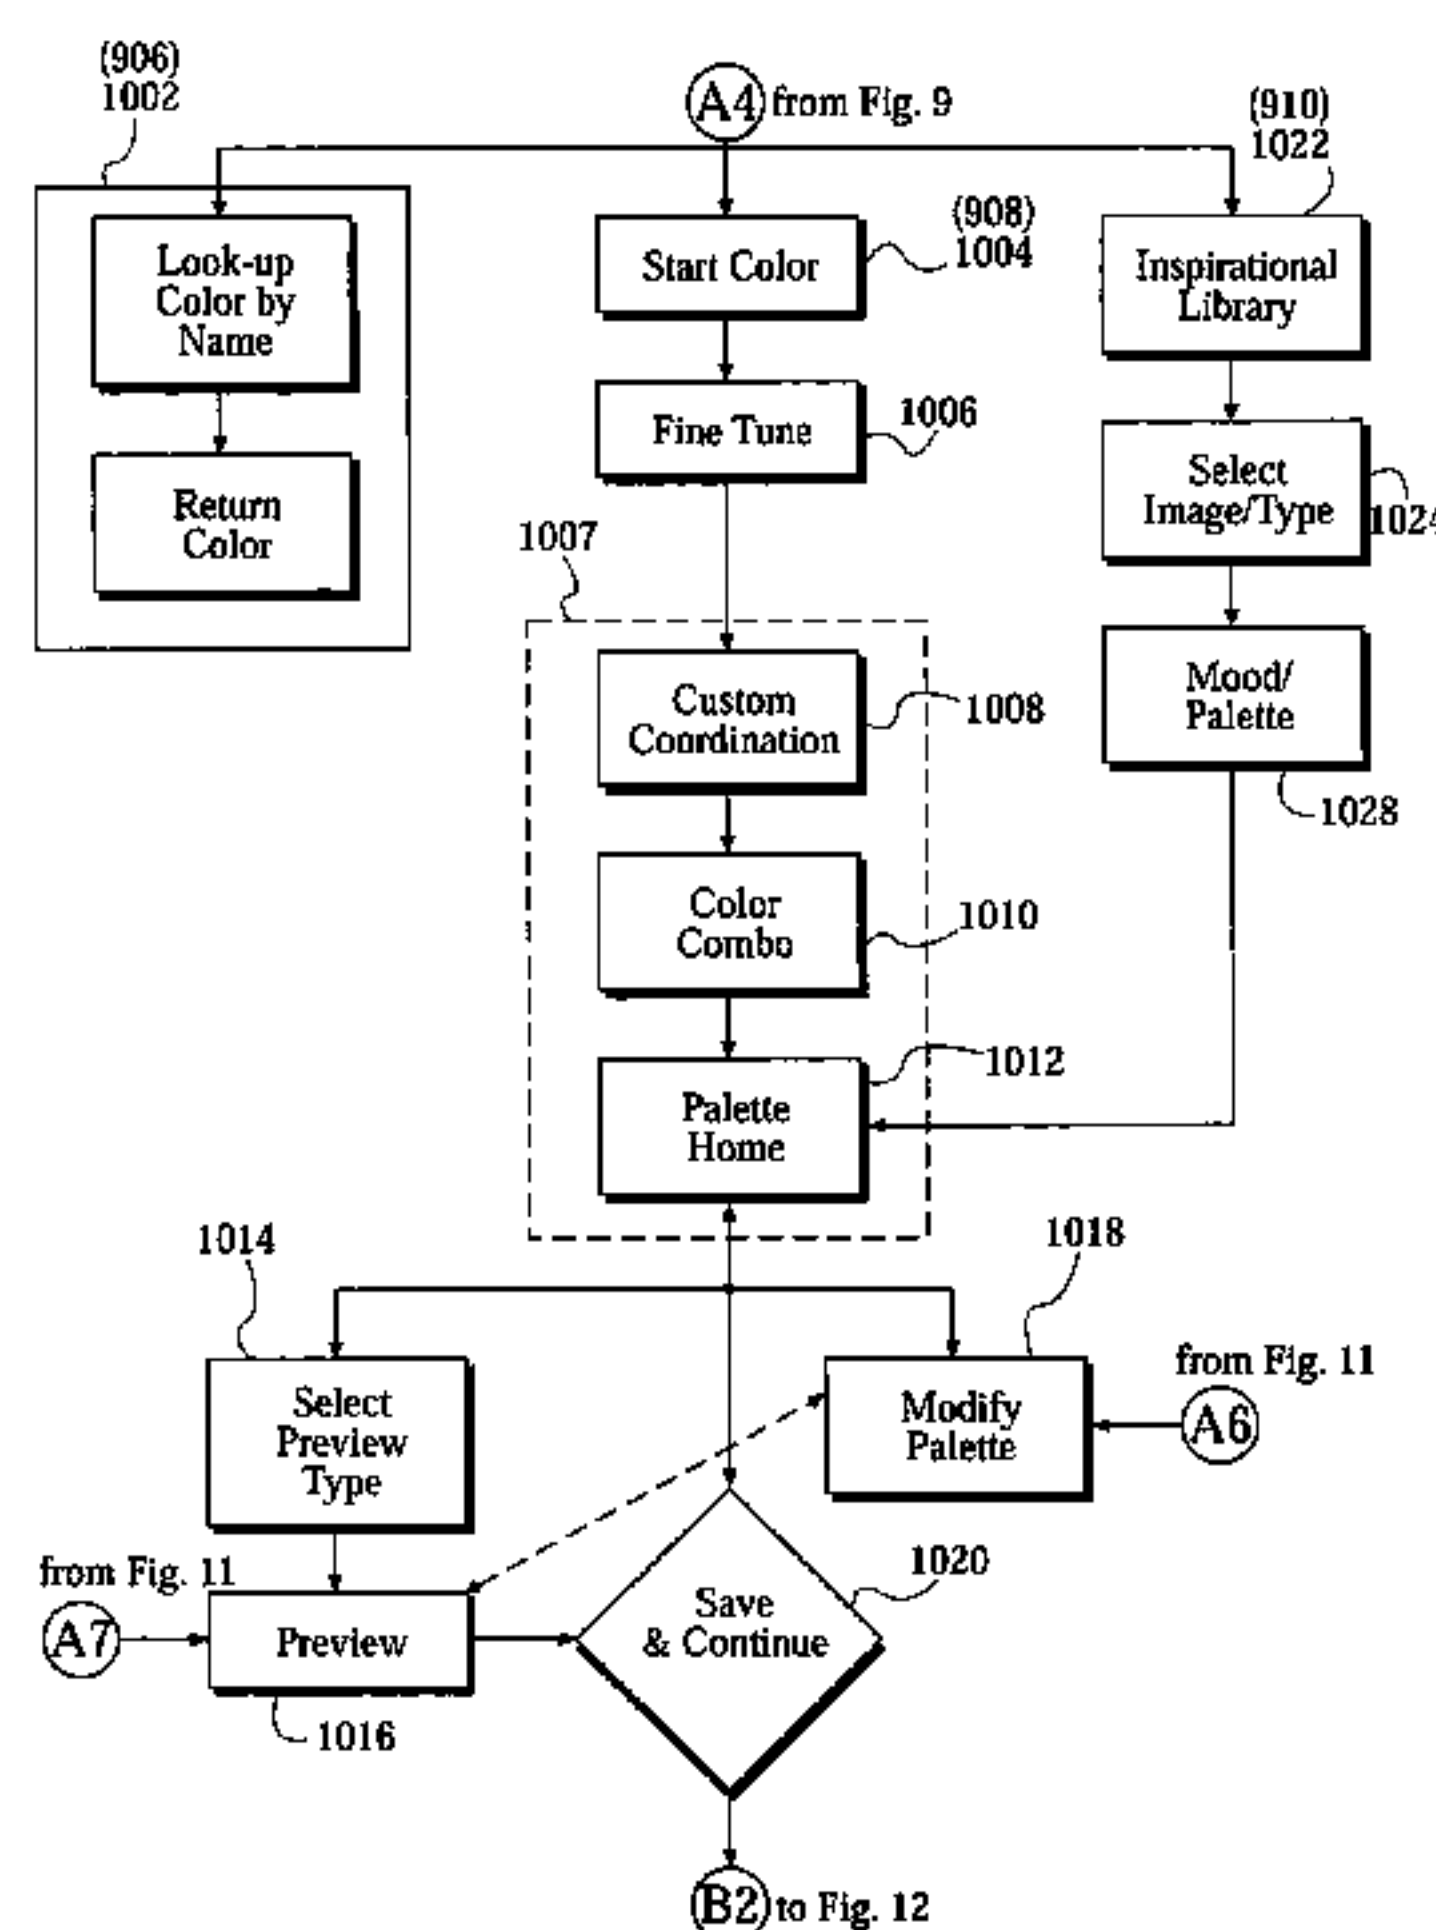 (906)
1002
A4 from Fig. 9
(910)
1022
Look-up
Color by
Name
Start Color
(908)
1004
Inspirational
Library
Return
Color
Fine Tune
1006
Select
Image/Type
1024
1007
Custom
Coordination
1008
Mood/
Palette
1028
Color
Combo
1010
Palette
Home
1012
1014
1018
Select
Preview
Type
Modify
Palette
from Fig. 11
A6
from Fig. 11
A7
Preview
1016
Save
& Continue
1020
B2 to Fig. 12